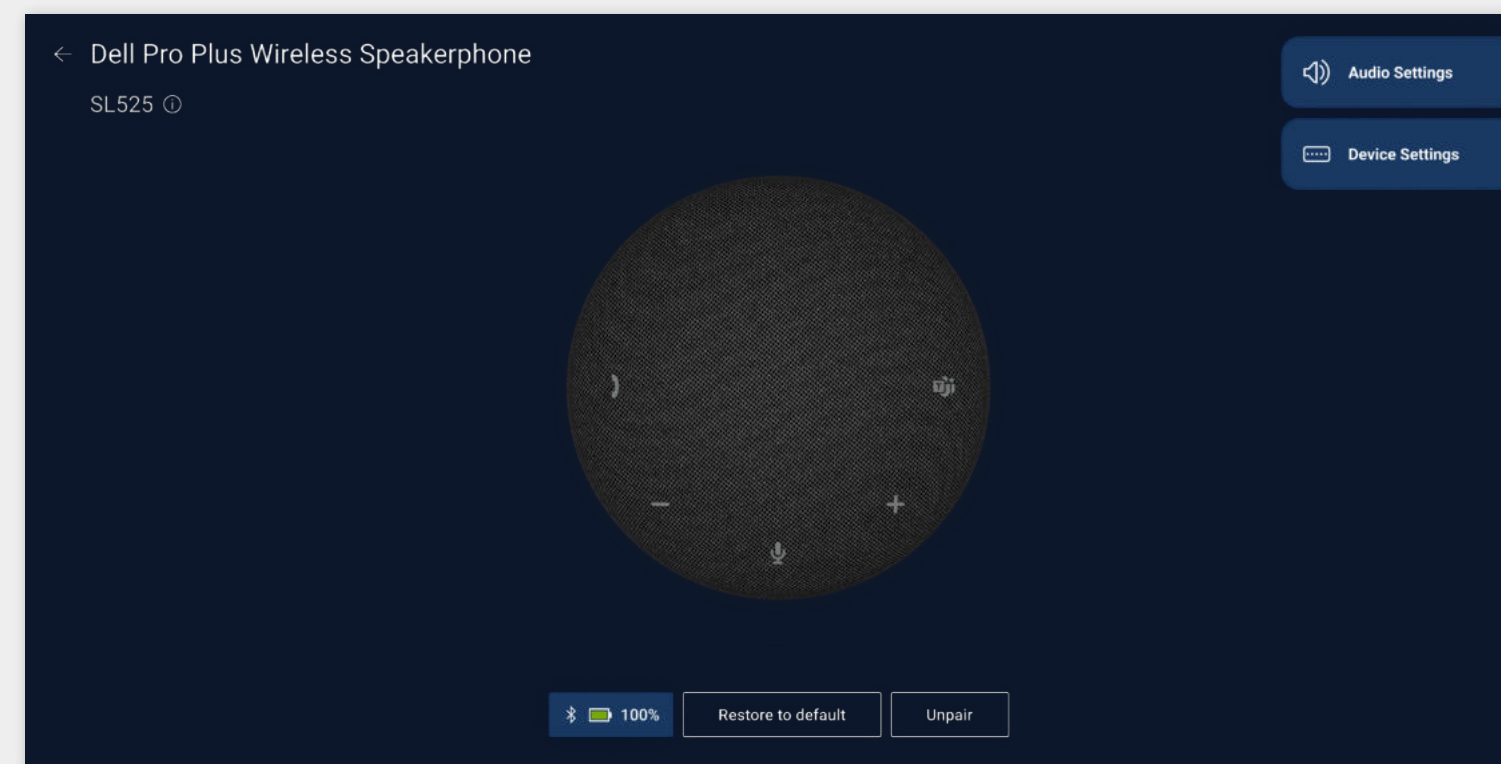 Dell Pro Plus Wireless Speakerphone
SL525
Audio Settings
Device Settings
100%
Restore to default
Unpair